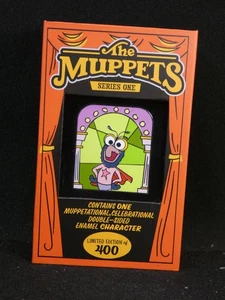 The
MUPPETS
SERIES ONE
CONTAINS ONE
MUPPETATIONAL, CELEBRATIONAL
DOUBLE-SIDED
ENAMEL CHARACTER
LIMITED EDITION of
400